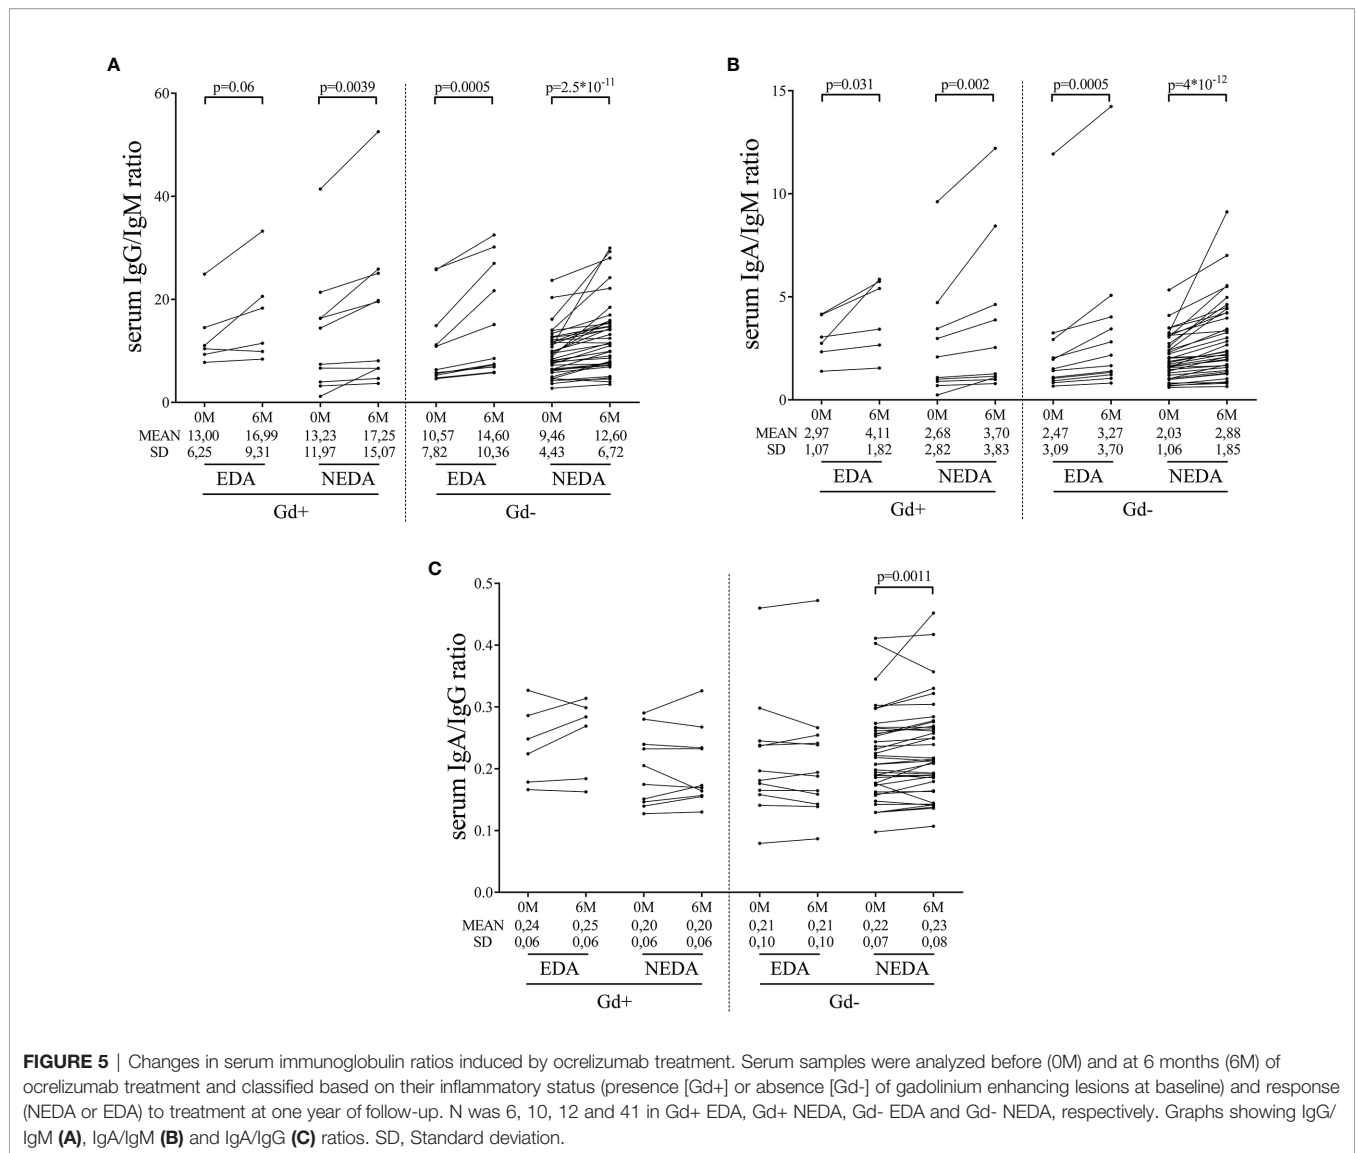 A
p=0.06 p=0.0039 p=0.0005 p=2.5*10-11
serum IgG/IgM ratio
60
40
20
0
0M 6M 0M 6M 0M 6M 0M 6M
MEAN 13,00 16,99 13,23 17,25 10,57 14,60 9,46 12,60
SD 6,25 9,31 11,97 15,07 7,82 10,36 4,43 6,72
EDA NEDA EDA NEDA
Gd+ Gd-
B
p=0.031 p=0.002 p=0.0005 p=4*10-12
serum IgA/IgM ratio
15
10
5
0
0M 6M 0M 6M 0M 6M 0M 6M
MEAN 2,97 4,11 2,68 3,70 2,47 3,27 2,03 2,88
SD 1,07 1,82 2,82 3,83 3,09 3,70 1,06 1,85
EDA NEDA EDA NEDA
Gd+ Gd-
C
p=0.0011
serum IgA/IgG ratio
0.5
0.4
0.3
0.2
0.1
0.0
0M 6M 0M 6M 0M 6M 0M 6M
MEAN 0,24 0,25 0,20 0,20 0,21 0,21 0,22 0,23
SD 0,06 0,06 0,06 0,06 0,10 0,10 0,07 0,08
EDA NEDA EDA NEDA
Gd+ Gd-
FIGURE 5 | Changes in serum immunoglobulin ratios induced by ocrelizumab treatment. Serum samples were analyzed before (0M) and at 6 months (6M) of
ocrelizumab treatment and classified based on their inflammatory status (presence [Gd+] or absence [Gd-] of gadolinium enhancing lesions at baseline) and response
(NEDA or EDA) to treatment at one year of follow-up. N was 6, 10, 12 and 41 in Gd+ EDA, Gd+ NEDA, Gd- EDA and Gd- NEDA, respectively. Graphs showing IgG/
IgM (A), IgA/IgM (B) and IgA/IgG (C) ratios. SD, Standard deviation.